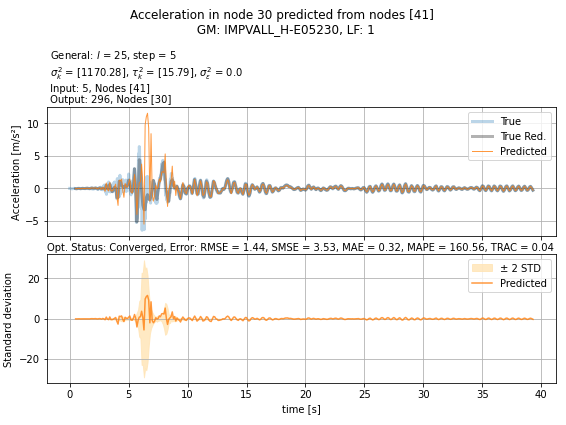 Acceleration in node 30 predicted from nodes [41]
GM: IMPVALL_H-E05230, LF: 1
General: l = 25, step = 5
σ²ₖ = [1170.28], τ²ₖ = [15.79], σ²ε = 0.0
Input: 5, Nodes [41]
Output: 296, Nodes [30]
Acceleration [m/s²]
10
5
0
−5
True
True Red.
Predicted
Opt. Status: Converged, Error: RMSE = 1.44, SMSE = 3.53, MAE = 0.32, MAPE = 160.56, TRAC = 0.04
Standard deviation
20
0
−20
± 2 STD
Predicted
0 5 10 15 20 25 30 35 40
time [s]